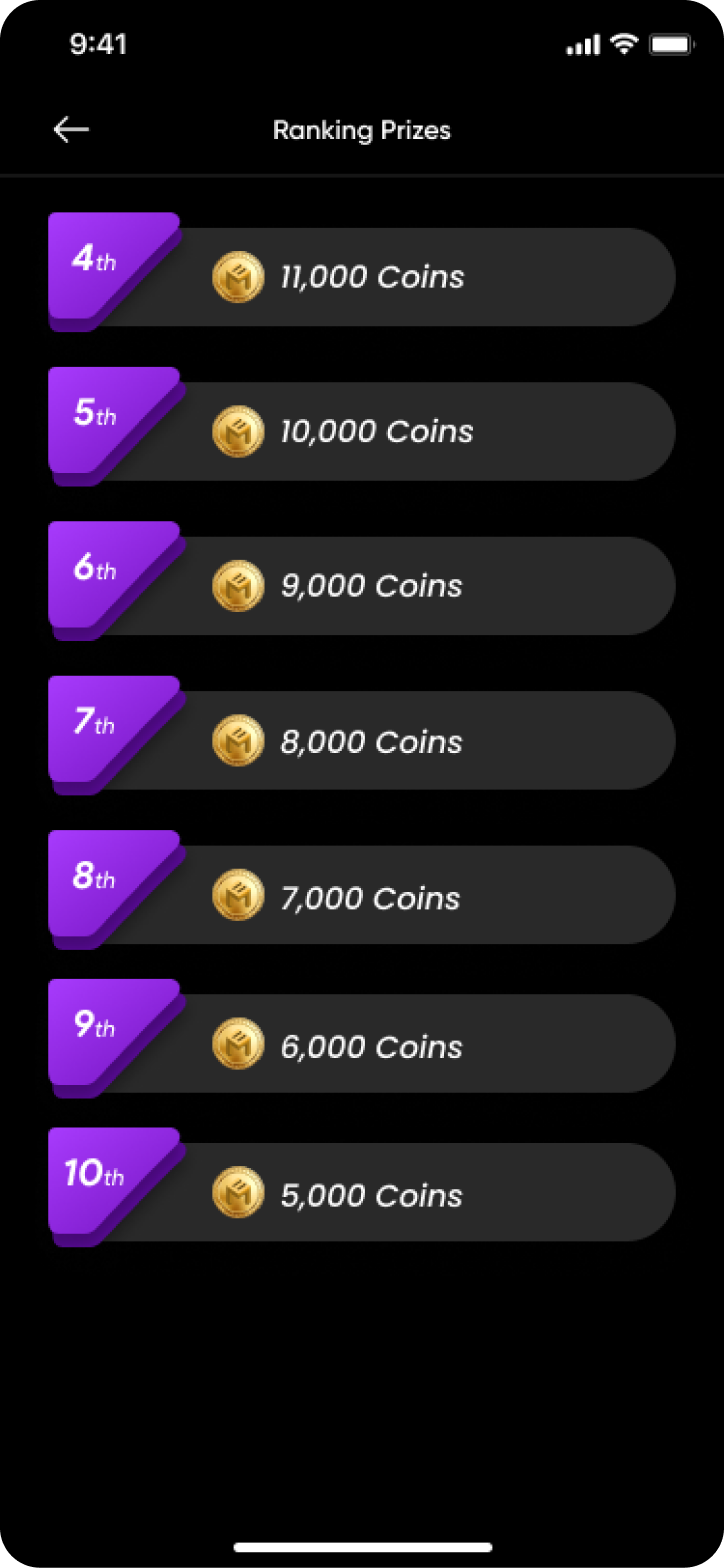 9:41
Ranking Prizes
4th
11,000 Coins
5th
10,000 Coins
6th
9,000 Coins
7th
8,000 Coins
8th
7,000 Coins
9th
6,000 Coins
10th
5,000 Coins